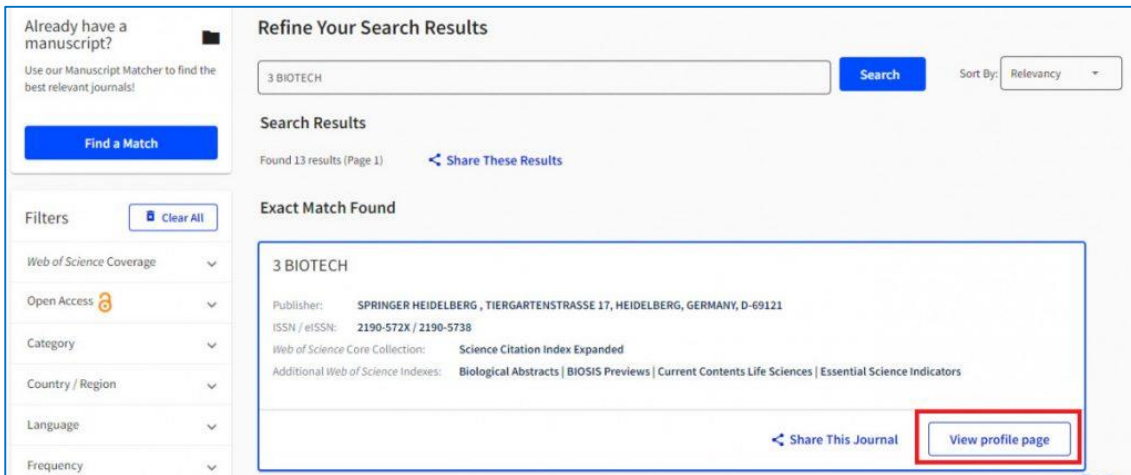 Already have a
manuscript?
Use our Manuscript Matcher to find the
best relevant journals!
Find a Match
Filters
Clear All
Web of Science Coverage
Open Access
Category
Country / Region
Language
Frequency
Refine Your Search Results
3 BIOTECH
Search
Sort By:
Relevancy
Search Results
Found 13 results (Page 1)
Share These Results
Exact Match Found
3 BIOTECH
Publisher: SPRINGER HEIDELBERG , TIERGARTENSTRASSE 17, HEIDELBERG, GERMANY, D-69121
ISSN / eISSN: 2190-572X / 2190-5738
Web of Science Core Collection: Science Citation Index Expanded
Additional Web of Science Indexes: Biological Abstracts | BIOSIS Previews | Current Contents Life Sciences | Essential Science Indicators
Share This Journal
View profile page